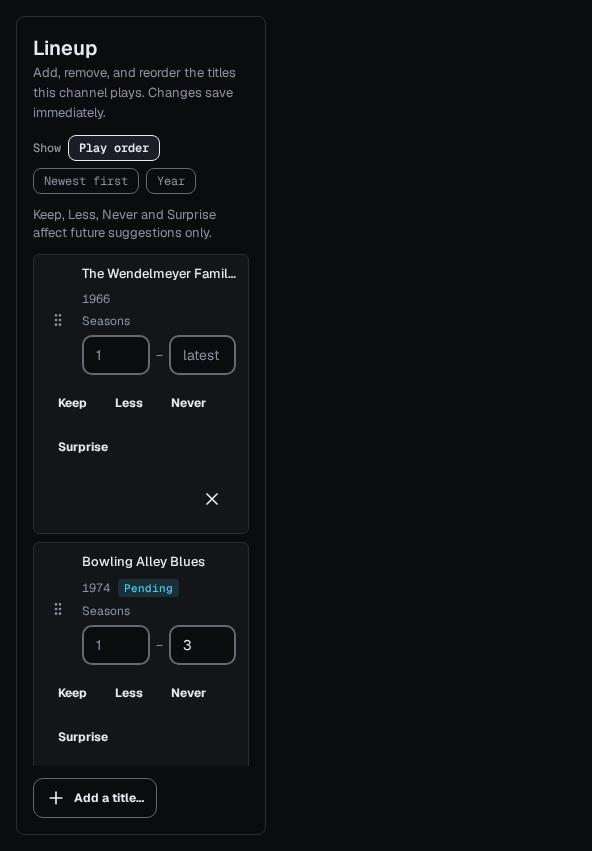 Lineup
Add, remove, and reorder the titles
this channel plays. Changes save
immediately.
Show Play order
Newest first Year
Keep, Less, Never and Surprise
affect future suggestions only.
The Wendelmeyer Famil…
1966
Seasons
1 – latest
Keep Less Never
Surprise
Bowling Alley Blues
1974 Pending
Seasons
1 – 3
Keep Less Never
Surprise
Add a title…